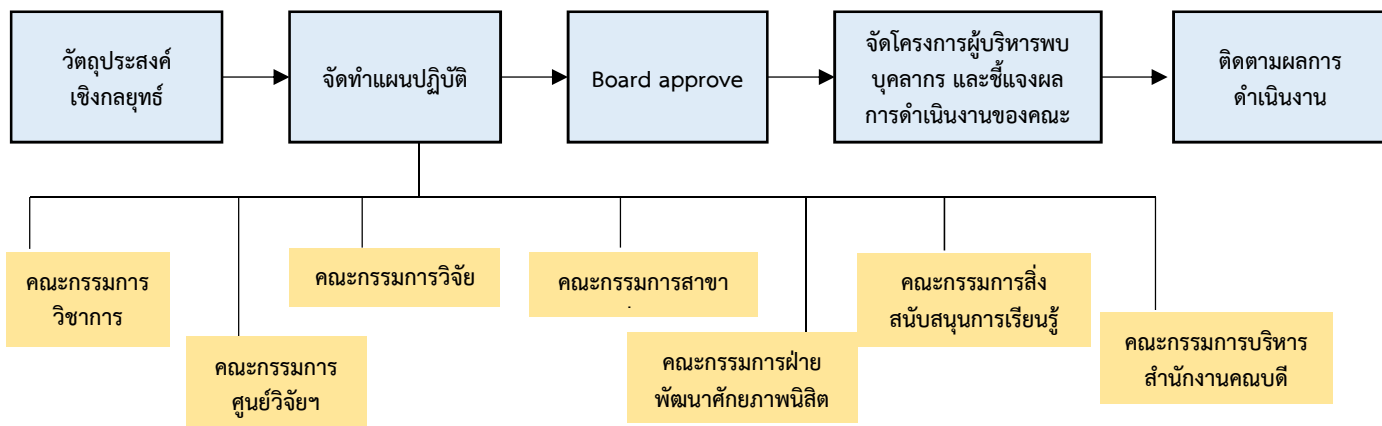 วัตถุประสงค์
เชิงกลยุทธ์
จัดทำแผนปฏิบัติ
Board approve
จัดโครงการผู้บริหารพบ
บุคลากร และชี้แจงผล
การดำเนินงานของคณะ
ติดตามผลการ
ดำเนินงาน
คณะกรรมการ
วิชาการ
คณะกรรมการ
ศูนย์วิจัยฯ
คณะกรรมการวิจัย
คณะกรรมการสาขา
คณะกรรมการฝ่าย
พัฒนาศักยภาพนิสิต
คณะกรรมการสิ่ง
สนับสนุนการเรียนรู้
คณะกรรมการบริหาร
สำนักงานคณบดี